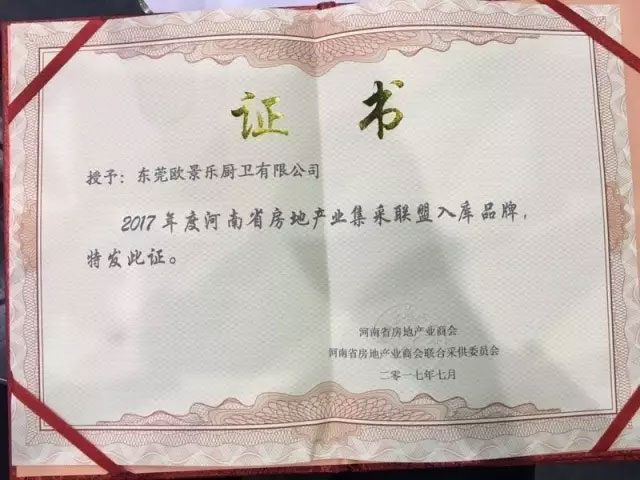 证 书
授予：东莞欧景乐厨卫有限公司
2017年度河南省房地产业集采联盟入库品牌，
特发此证。
河南省房地产业商会
河南省房地产业商会联合采供委员会
二零一七年七月